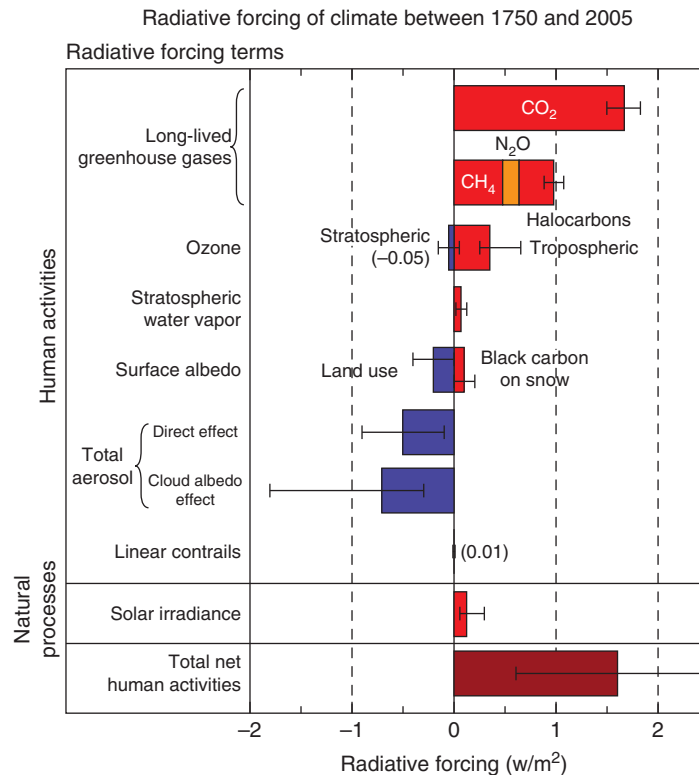 Radiative forcing of climate between 1750 and 2005
Radiative forcing terms
Human activities
Long-lived
greenhouse gases
CO₂
N₂O
CH₄
Halocarbons
Ozone
Stratospheric
(−0.05)
Tropospheric
Stratospheric
water vapor
Surface albedo
Land use
Black carbon
on snow
Total
aerosol
Direct effect
Cloud albedo
effect
Linear contrails
(0.01)
Natural
processes
Solar irradiance
Total net
human activities
−2
−1
0
1
2
Radiative forcing (w/m²)